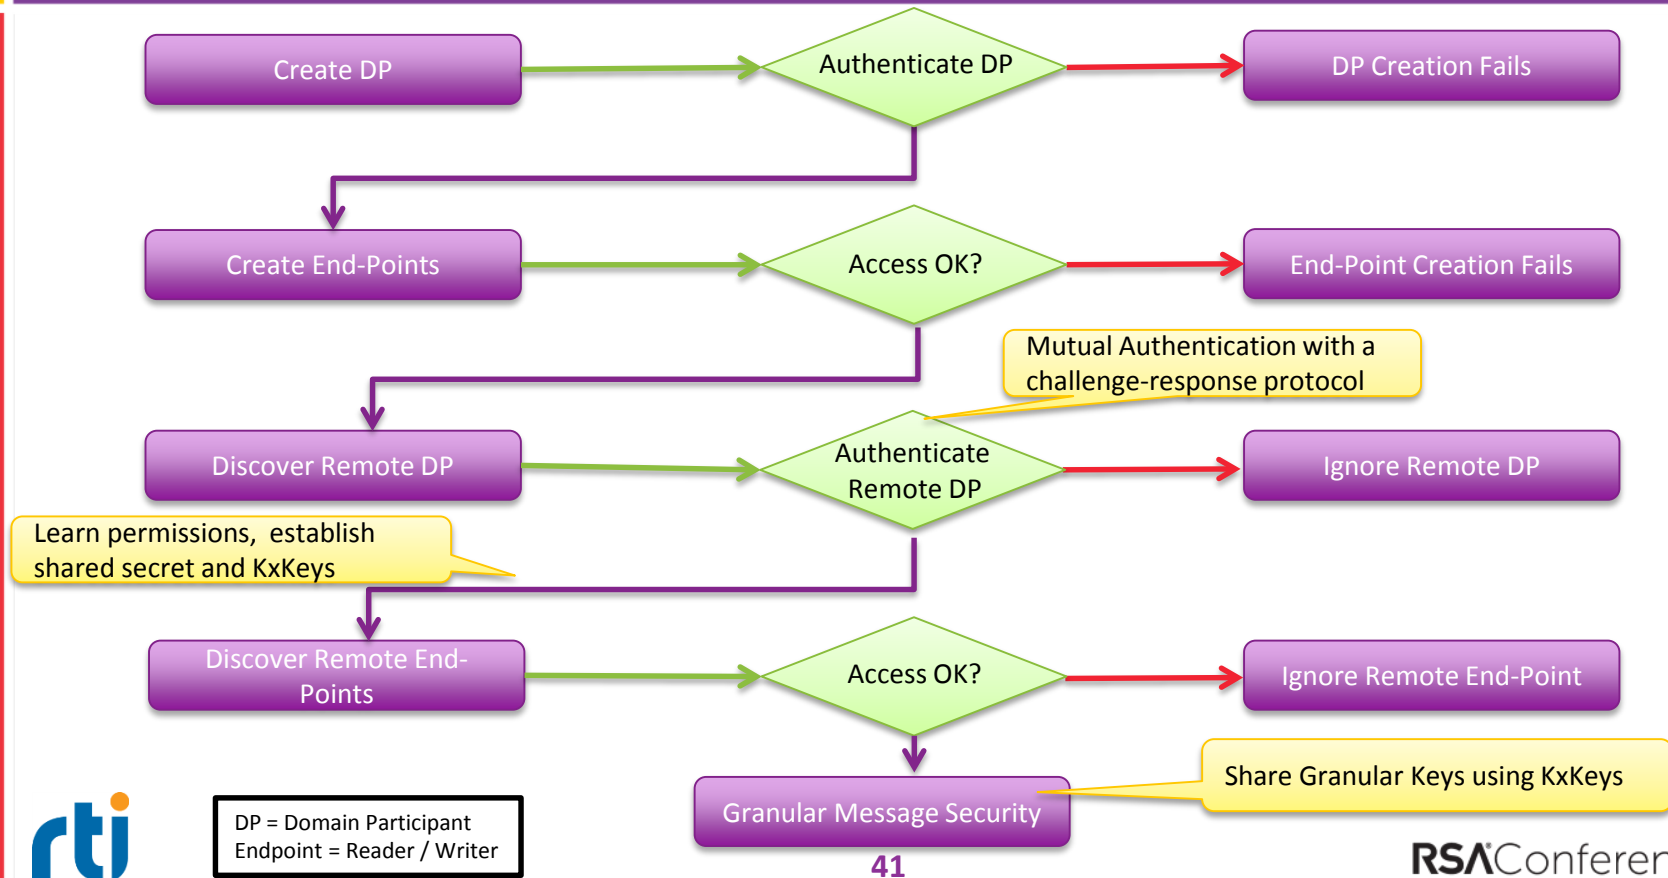 Create DP
Authenticate DP
DP Creation Fails
Create End-Points
Access OK?
End-Point Creation Fails
Mutual Authentication with a
challenge-response protocol
Discover Remote DP
Authenticate
Remote DP
Ignore Remote DP
Learn permissions, establish
shared secret and KxKeys
Discover Remote End-
Points
Access OK?
Ignore Remote End-Point
Share Granular Keys using KxKeys
Granular Message Security
DP = Domain Participant
Endpoint = Reader / Writer
rti
41
RSAConferen